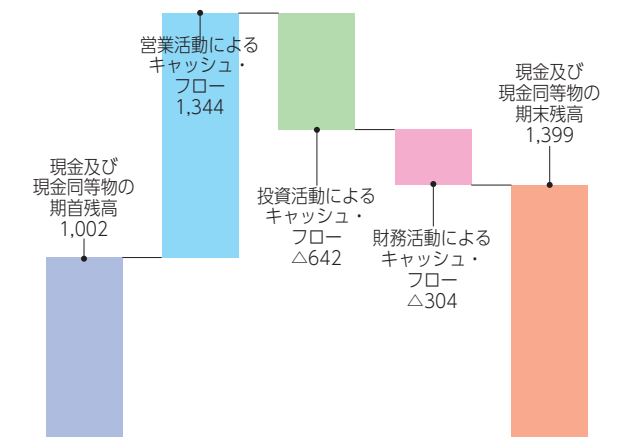 現金及び
現金同等物の
期首残高
1,002
営業活動による
キャッシュ・
フロー
1,344
投資活動による
キャッシュ・
フロー
△642
財務活動による
キャッシュ・
フロー
△304
現金及び
現金同等物の
期末残高
1,399